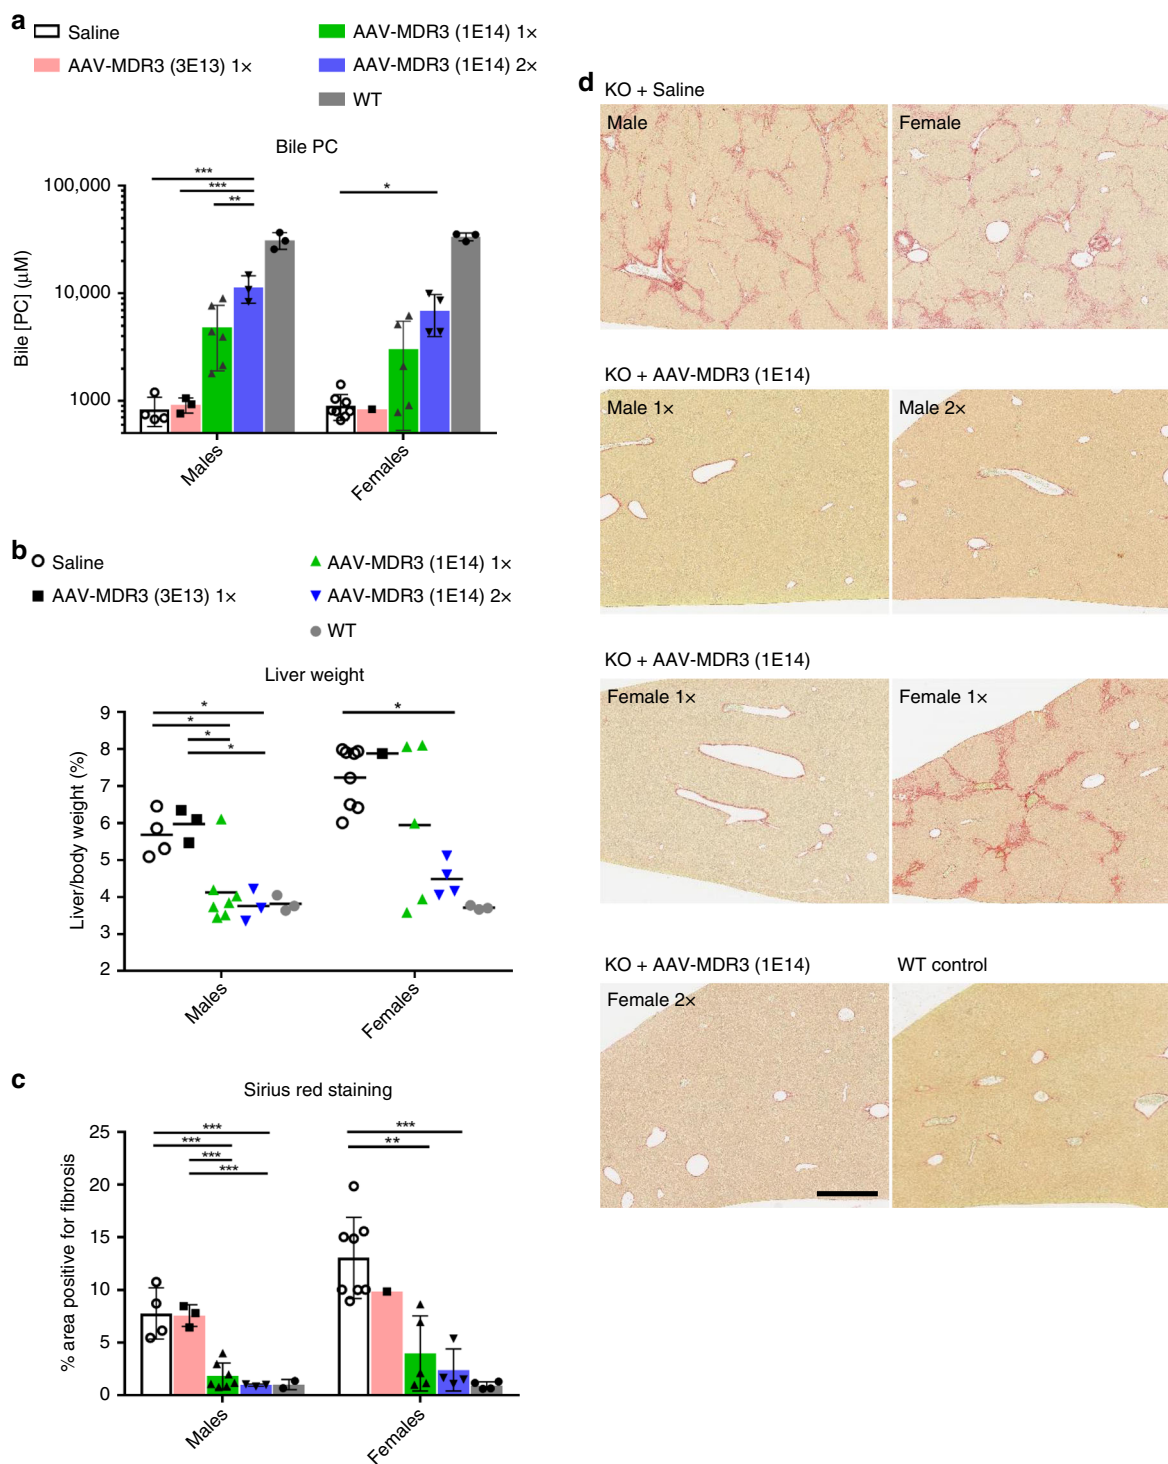 a
Saline
AAV-MDR3 (3E13) 1×
AAV-MDR3 (1E14) 1×
AAV-MDR3 (1E14) 2×
WT
Bile PC
Bile [PC] (μM)
100,000
10,000
1000
***
***
**
*
Males
Females
b
Saline
AAV-MDR3 (3E13) 1×
AAV-MDR3 (1E14) 1×
AAV-MDR3 (1E14) 2×
WT
Liver weight
Liver/body weight (%)
9
8
7
6
5
4
3
2
*
*
*
*
*
Males
Females
c
Sirius red staining
% area positive for fibrosis
25
20
15
10
5
0
***
***
***
***
***
**
Males
Females
d
KO + Saline
Male
Female
KO + AAV-MDR3 (1E14)
Male 1×
Male 2×
KO + AAV-MDR3 (1E14)
Female 1×
Female 1×
KO + AAV-MDR3 (1E14)
WT control
Female 2×